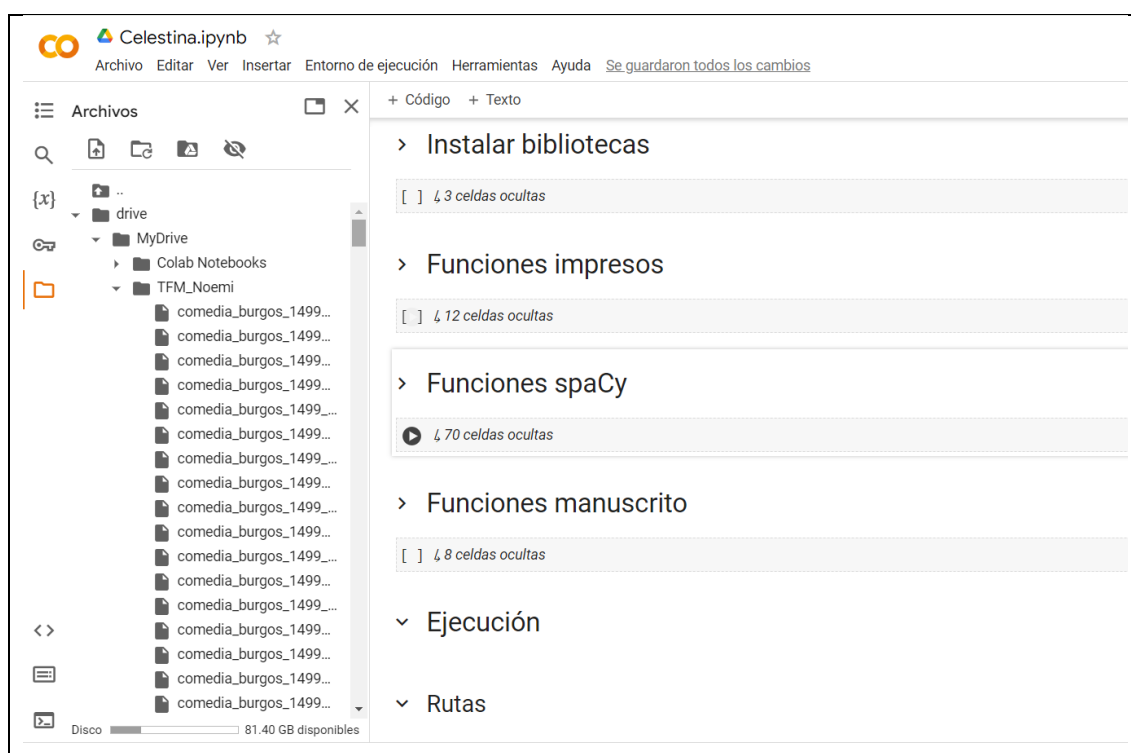 Celestina.ipynb
Archivo Editar Ver Insertar Entorno de ejecución Herramientas Ayuda Se guardaron todos los cambios
Archivos
..
drive
MyDrive
Colab Notebooks
TFM_Noemi
comedia_burgos_1499...
comedia_burgos_1499...
comedia_burgos_1499...
comedia_burgos_1499...
comedia_burgos_1499_...
comedia_burgos_1499...
comedia_burgos_1499_...
comedia_burgos_1499...
comedia_burgos_1499_...
comedia_burgos_1499...
comedia_burgos_1499_...
comedia_burgos_1499...
comedia_burgos_1499_...
comedia_burgos_1499...
comedia_burgos_1499...
comedia_burgos_1499...
comedia_burgos_1499...
Disco 81.40 GB disponibles
+ Código + Texto
Instalar bibliotecas
[ ] ↳ 3 celdas ocultas
Funciones impresos
[ ] ↳ 12 celdas ocultas
Funciones spaCy
↳ 70 celdas ocultas
Funciones manuscrito
[ ] ↳ 8 celdas ocultas
Ejecución
Rutas
{x}